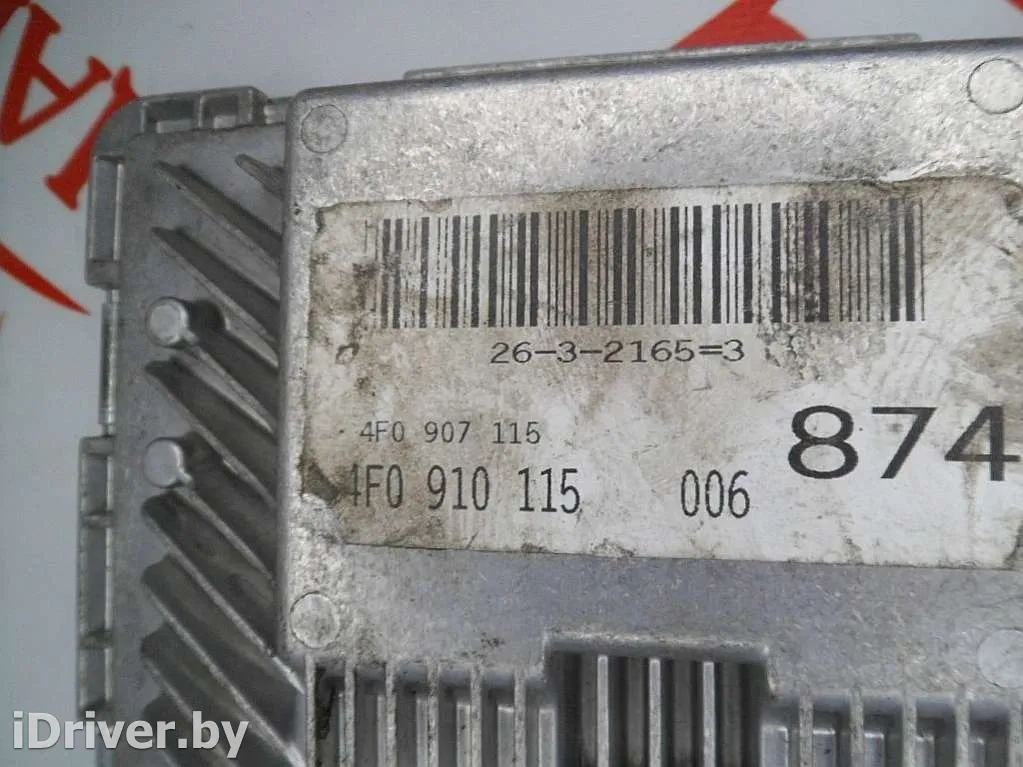 26-3-2165=3
4F0 907 115
874
4F0 910 115 006
iDriver.by